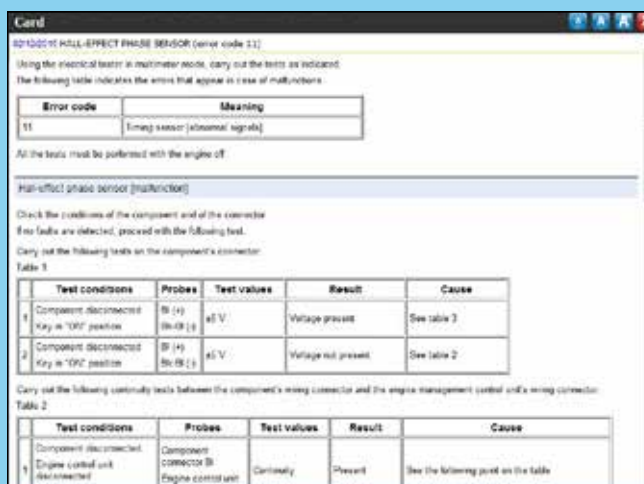 Card
A A A
HALL-EFFECT PHASE SENSOR (error code 11)
Using the electrical tester in multimeter mode, carry out the tests as indicated.
The following table indicates the errors that appear in case of malfunctions.
Error code Meaning
11 Timing sensor [abnormal signals]
All the tests must be performed with the engine off
Hall-effect phase sensor [malfunction]
Check the conditions of the component and of the connector
If no faults are detected, proceed with the following test.
Carry out the following tests on the component's connector:
Table 1
Test conditions Probes Test values Result Cause
1 Component disconnected Key in "ON" position Bl (+) ±5 V Voltage present See table 3
2 Component disconnected Key in "ON" position Bl (+) ±5 V Voltage not present See table 2
Carry out the following continuity tests between the component's wiring connector and the engine management control unit's wiring connector:
Table 2
Test conditions Probes Test values Result Cause
1 Component disconnected Engine control unit disconnected Component connector Bl Engine control unit Continuity Present See the following point on the table